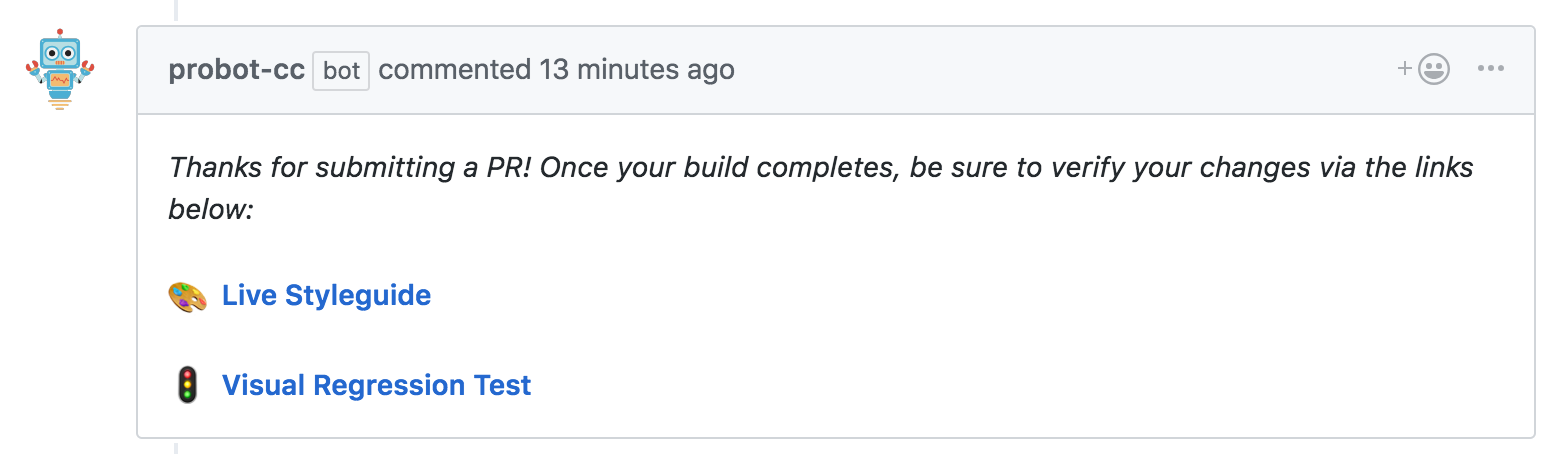 probot-cc bot commented 13 minutes ago
Thanks for submitting a PR! Once your build completes, be sure to verify your changes via the links
below:
🎨 Live Styleguide
🚦 Visual Regression Test